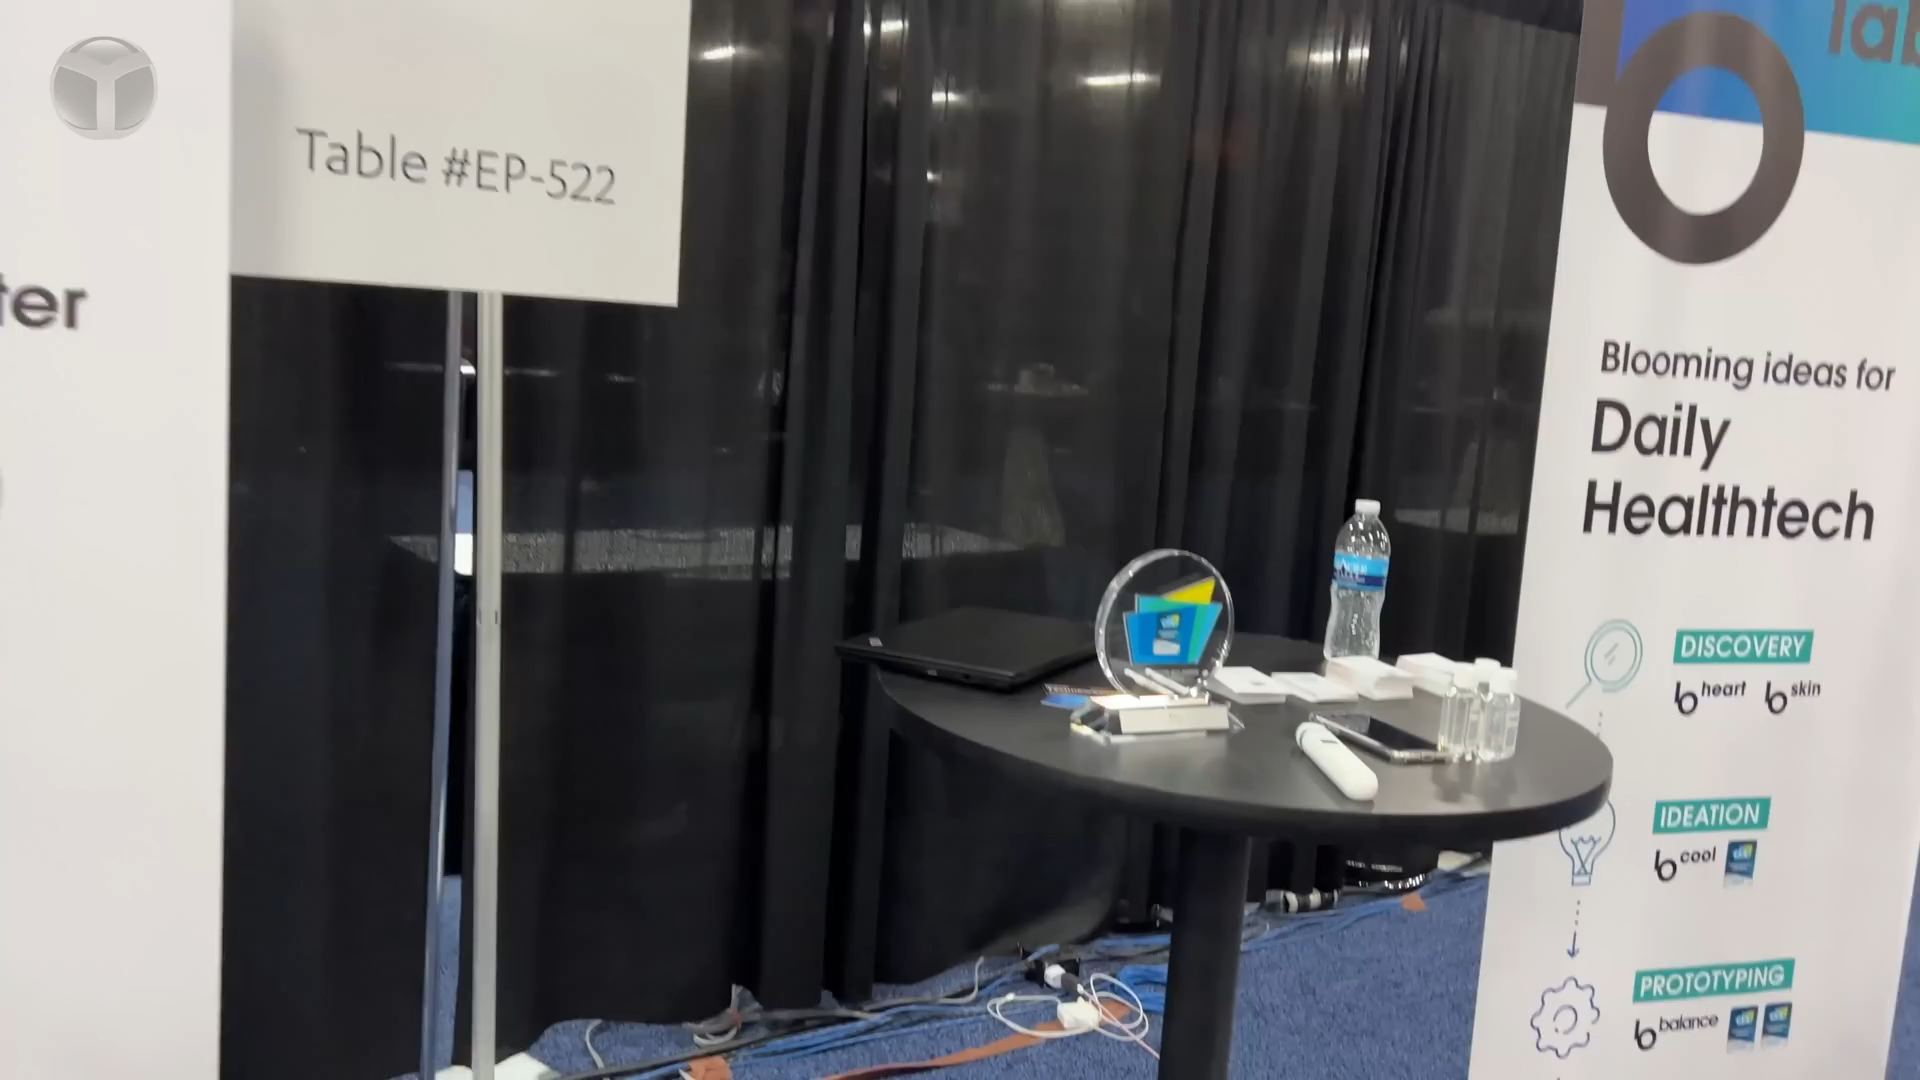 Table #EP-522
ter
lab
Blooming ideas for
Daily
Healthtech
DISCOVERY
b heart b skin
IDEATION
b cool
PROTOTYPING
b balance